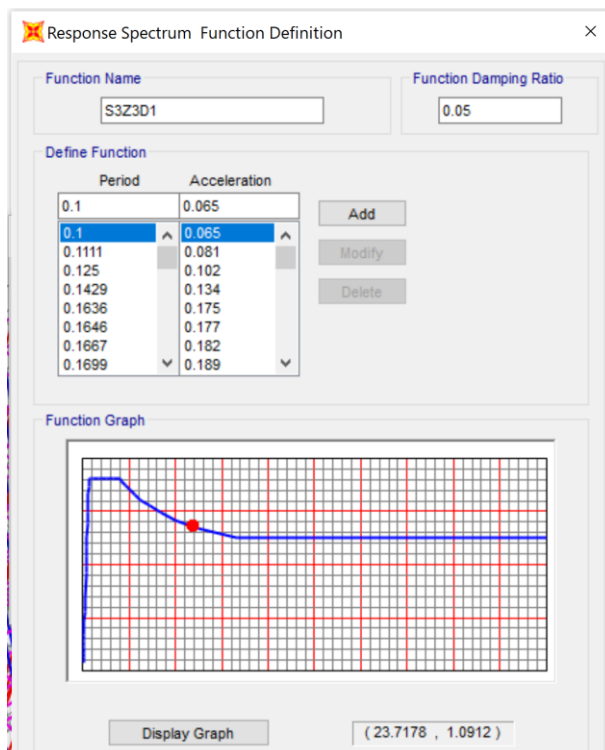 Response Spectrum Function Definition
Function Name
S3Z3D1
Function Damping Ratio
0.05
Define Function
Period Acceleration
0.1 0.065
0.1 0.065
0.1111 0.081
0.125 0.102
0.1429 0.134
0.1636 0.175
0.1646 0.177
0.1667 0.182
0.1699 0.189
Add
Modify
Delete
Function Graph
Display Graph
( 23.7178 , 1.0912 )